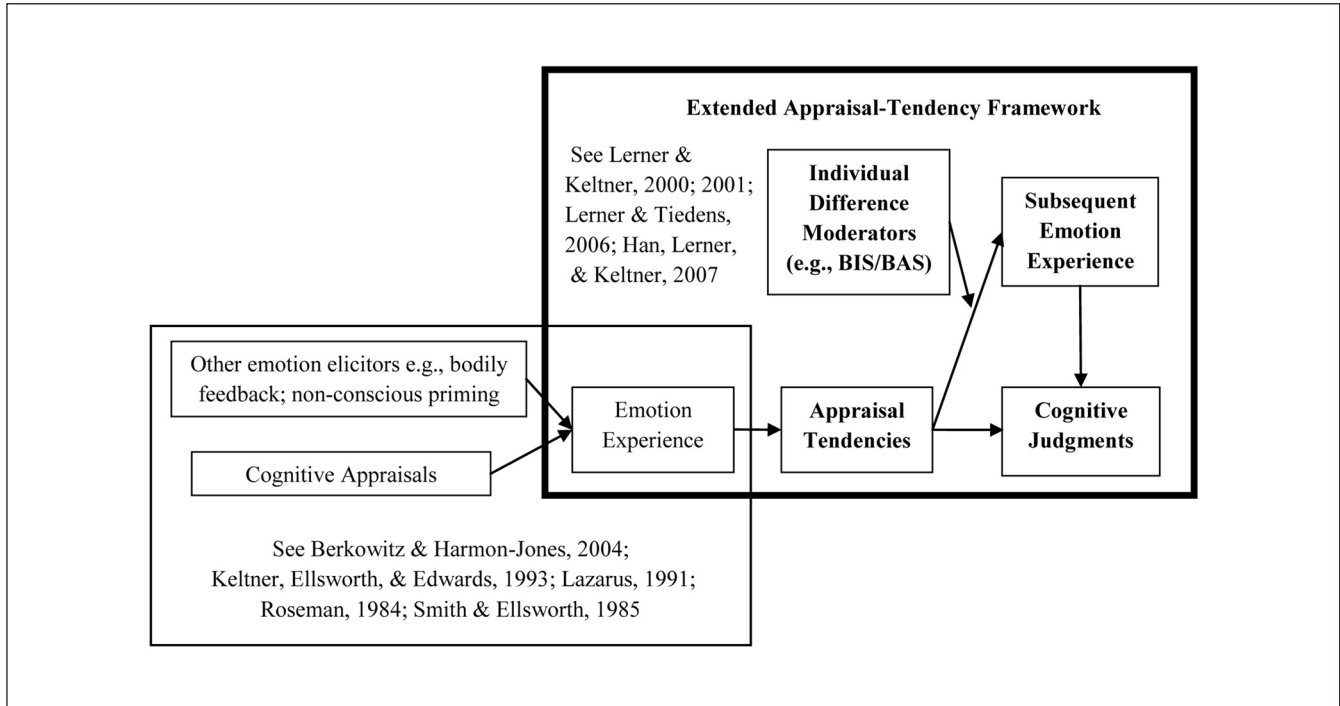 Extended Appraisal-Tendency Framework
See Lerner &
Keltner, 2000; 2001;
Lerner & Tiedens,
2006; Han, Lerner,
& Keltner, 2007
Individual
Difference
Moderators
(e.g., BIS/BAS)
Subsequent
Emotion
Experience
Other emotion elicitors e.g., bodily
feedback; non-conscious priming
Cognitive Appraisals
Emotion
Experience
Appraisal
Tendencies
Cognitive
Judgments
See Berkowitz & Harmon-Jones, 2004;
Keltner, Ellsworth, & Edwards, 1993; Lazarus, 1991;
Roseman, 1984; Smith & Ellsworth, 1985